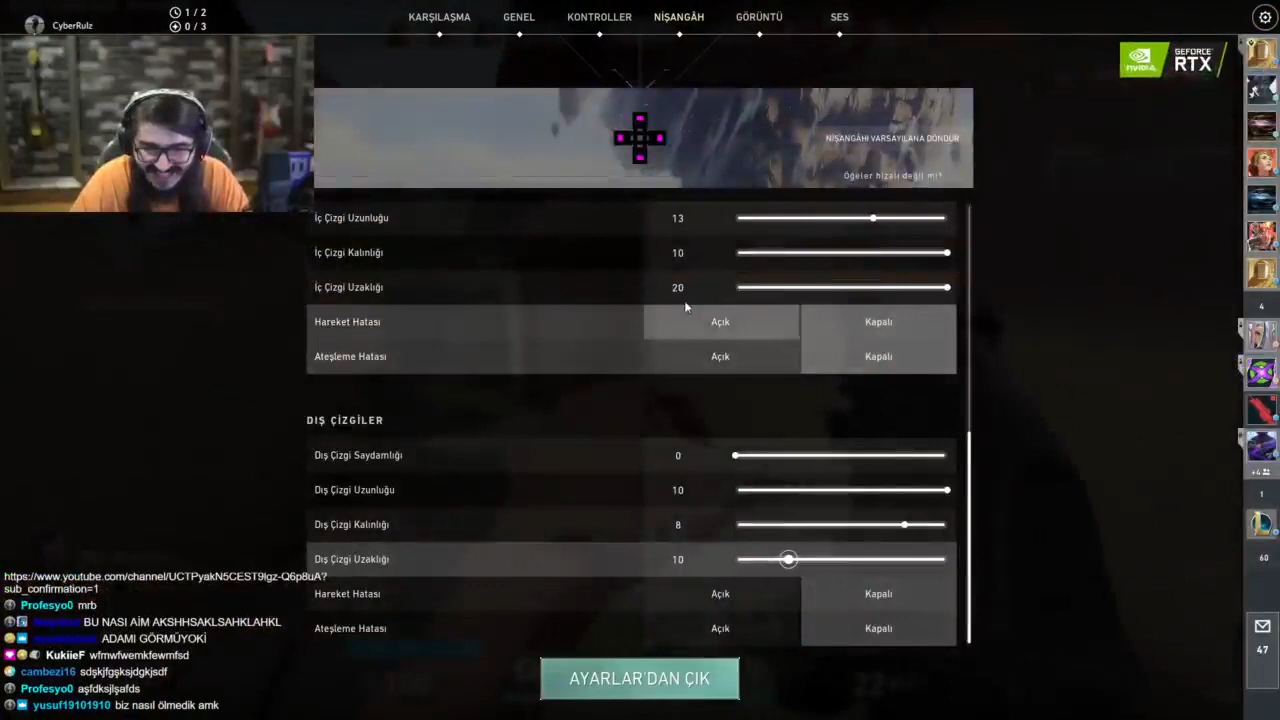 CyberRulz
1 / 2
0 / 3
KARŞILAŞMA
GENEL
KONTROLLER
NİŞANGÂH
GÖRÜNTÜ
SES
NVIDIA
GEFORCE
RTX
NİŞANGÂHI VARSAYILANA DÖNDÜR
Öğeler hizalı değil mi?
İç Çizgi Uzunluğu 13
İç Çizgi Kalınlığı 10
İç Çizgi Uzaklığı 20
Hareket Hatası Açık Kapalı
Ateşleme Hatası Açık Kapalı
DIŞ ÇİZGİLER
Dış Çizgi Saydamlığı 0
Dış Çizgi Uzunluğu 10
Dış Çizgi Kalınlığı 8
Dış Çizgi Uzaklığı 10
Hareket Hatası Açık Kapalı
Ateşleme Hatası Açık Kapalı
AYARLAR'DAN ÇIK
https://www.youtube.com/channel/UCTPyakN5CEST9lgz-Q6p8uA?
sub_confirmation=1
Profesyo0 mrb
BU NASI AİM AKSHHSAKLSAHKLAHKL
ADAMI GÖRMÜYOKİ
KukiieF wfmwfwemkfewmfsd
cambezi16 sdşkjfgşksjdgkjsdf
Profesyo0 aşfdksjlşafds
yusuf19101910 biz nasıl ölmedik amk
4
+4
1
60
47